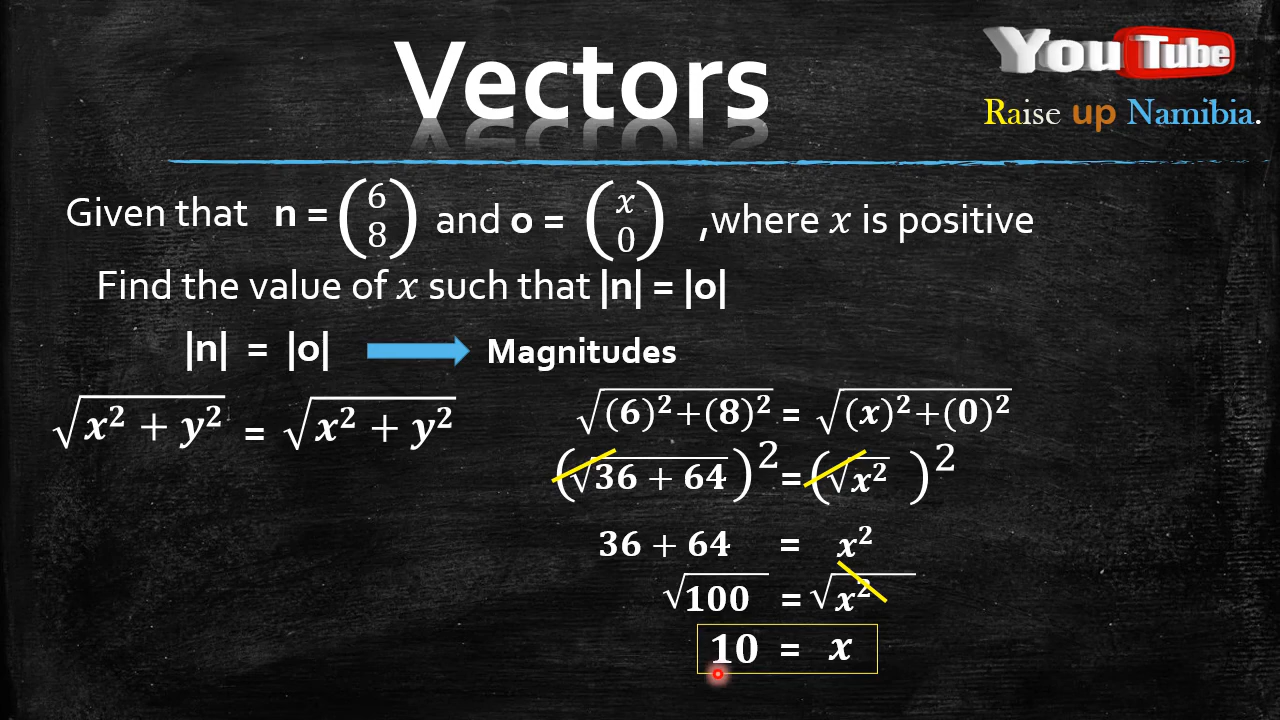 Vectors
YouTube
Raise up Namibia.
Given that n = (6 8) and o = (x 0) ,where x is positive
Find the value of x such that |n| = |o|
|n| = |o| Magnitudes
√x² + y² = √x² + y²
√(6)²+(8)² = √(x)²+(0)²
(√36 + 64)² = (√x²)²
36 + 64 = x²
√100 = √x²
10 = x